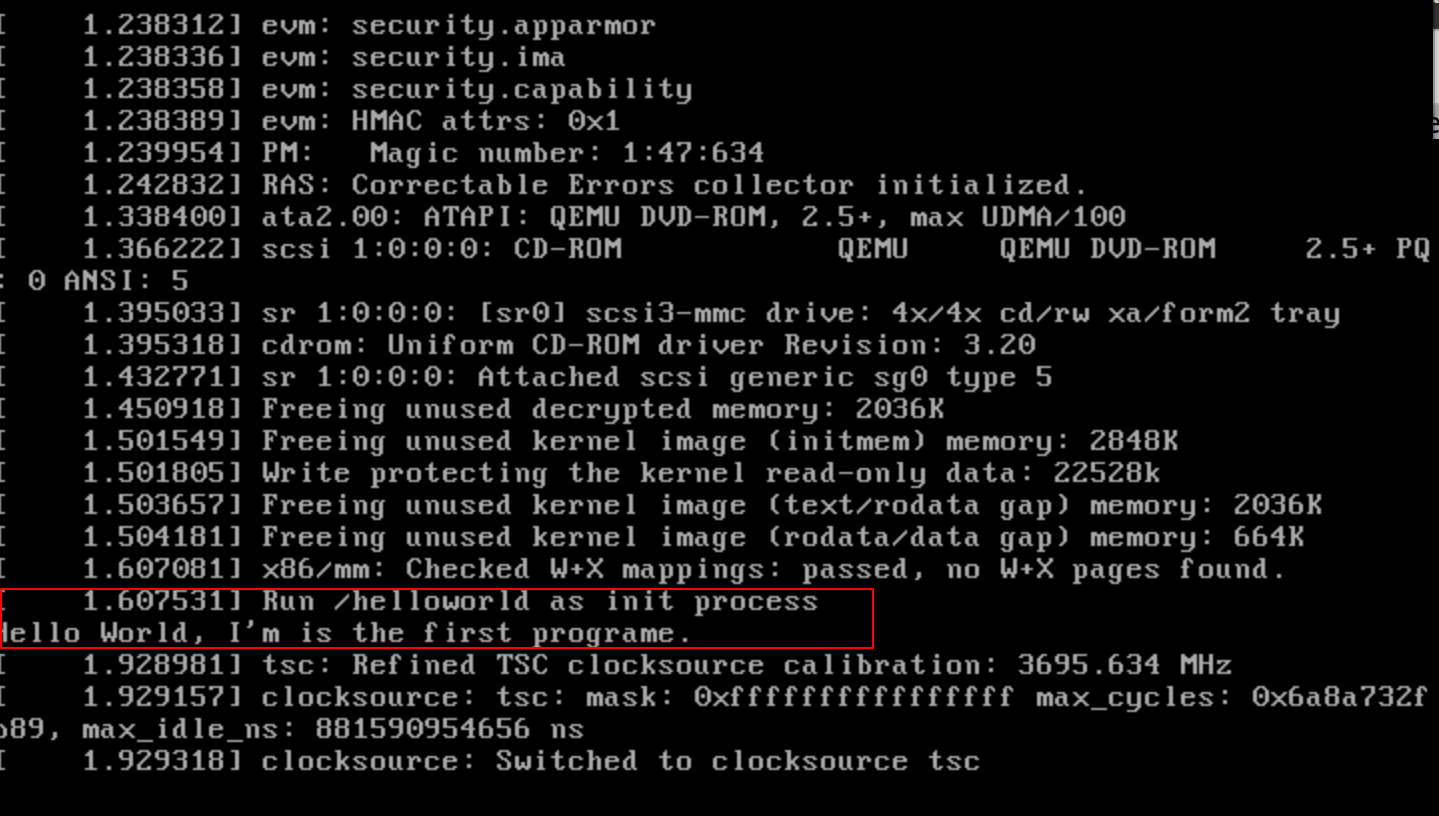 [    1.238312] evm: security.apparmor
[    1.238336] evm: security.ima
[    1.238358] evm: security.capability
[    1.238389] evm: HMAC attrs: 0x1
[    1.239954] PM:   Magic number: 1:47:634
[    1.242832] RAS: Correctable Errors collector initialized.
[    1.338400] ata2.00: ATAPI: QEMU DVD-ROM, 2.5+, max UDMA/100
[    1.366222] scsi 1:0:0:0: CD-ROM            QEMU     QEMU DVD-ROM     2.5+ PQ
: 0 ANSI: 5
[    1.395033] sr 1:0:0:0: [sr0] scsi3-mmc drive: 4x/4x cd/rw xa/form2 tray
[    1.395318] cdrom: Uniform CD-ROM driver Revision: 3.20
[    1.432771] sr 1:0:0:0: Attached scsi generic sg0 type 5
[    1.450918] Freeing unused decrypted memory: 2036K
[    1.501549] Freeing unused kernel image (initmem) memory: 2848K
[    1.501805] Write protecting the kernel read-only data: 22528k
[    1.503657] Freeing unused kernel image (text/rodata gap) memory: 2036K
[    1.504181] Freeing unused kernel image (rodata/data gap) memory: 664K
[    1.607081] x86/mm: Checked W+X mappings: passed, no W+X pages found.
[    1.607531] Run /helloworld as init process
Hello World, I'm is the first programe.
[    1.928981] tsc: Refined TSC clocksource calibration: 3695.634 MHz
[    1.929157] clocksource: tsc: mask: 0xffffffffffffffff max_cycles: 0x6a8a732f
b89, max_idle_ns: 881590954656 ns
[    1.929318] clocksource: Switched to clocksource tsc